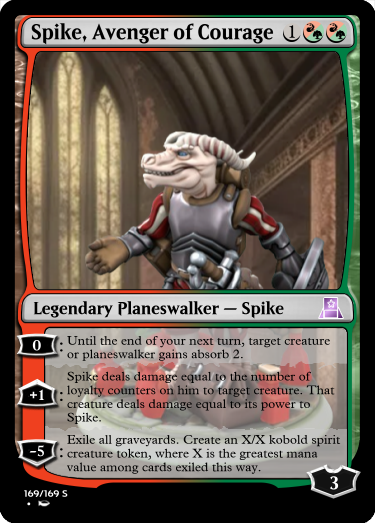 Spike, Avenger of Courage 1
Legendary Planeswalker — Spike
0 : Until the end of your next turn, target creature
or planeswalker gains absorb 2.
+1 : Spike deals damage equal to the number of
loyalty counters on him to target creature. That
creature deals damage equal to its power to
Spike.
-5 : Exile all graveyards. Create an X/X kobold spirit
creature token, where X is the greatest mana
value among cards exiled this way.
3
169/169 S